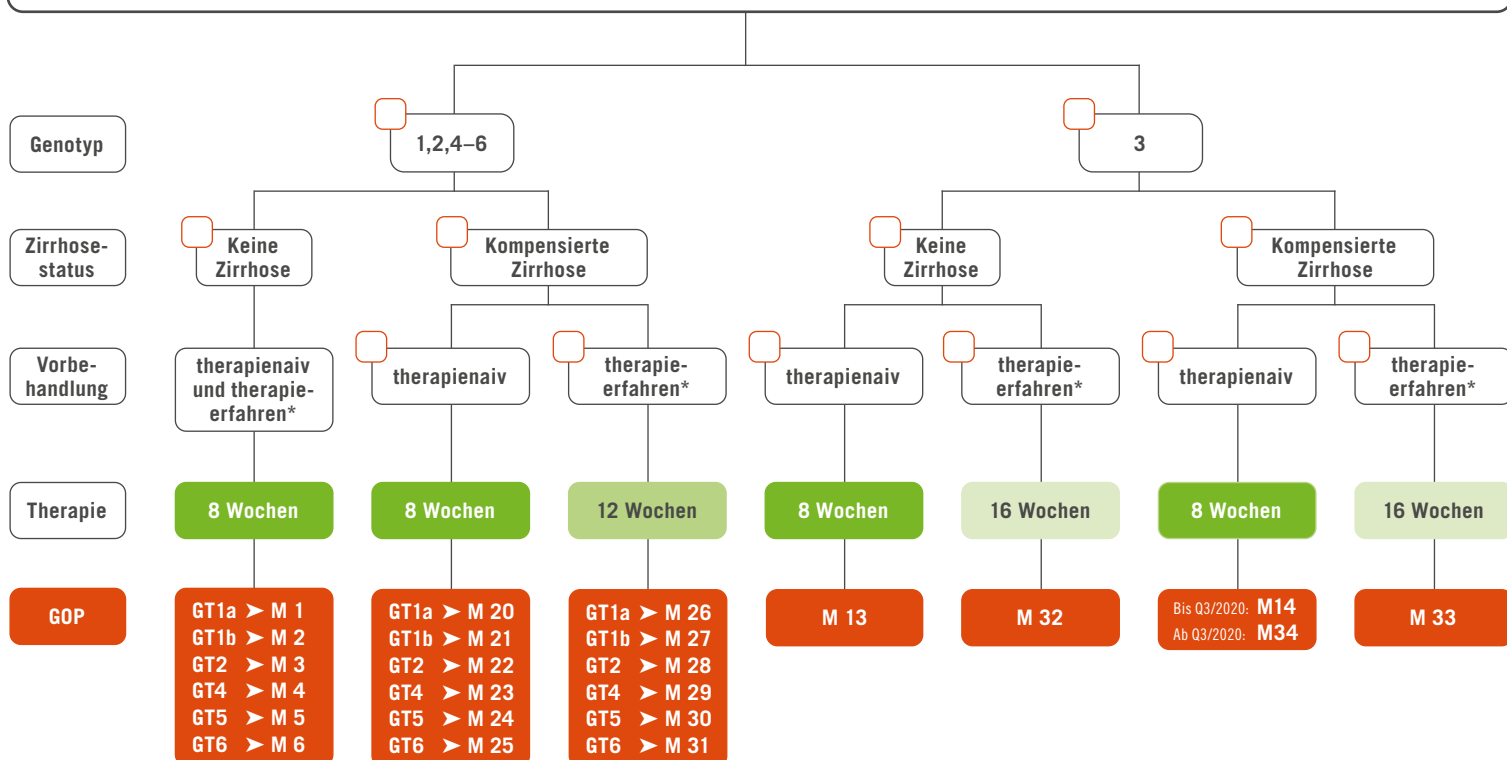 Genotyp
1,2,4–6
3
Zirrhose-
status
Keine
Zirrhose
Kompensierte
Zirrhose
Keine
Zirrhose
Kompensierte
Zirrhose
Vorbe-
handlung
therapienaiv
und therapie-
erfahren*
therapienaiv
therapie-
erfahren*
therapienaiv
therapie-
erfahren*
therapienaiv
therapie-
erfahren*
Therapie
8 Wochen
8 Wochen
12 Wochen
8 Wochen
16 Wochen
8 Wochen
16 Wochen
GOP
GT1a ➤ M 1
GT1b ➤ M 2
GT2 ➤ M 3
GT4 ➤ M 4
GT5 ➤ M 5
GT6 ➤ M 6
GT1a ➤ M 20
GT1b ➤ M 21
GT2 ➤ M 22
GT4 ➤ M 23
GT5 ➤ M 24
GT6 ➤ M 25
GT1a ➤ M 26
GT1b ➤ M 27
GT2 ➤ M 28
GT4 ➤ M 29
GT5 ➤ M 30
GT6 ➤ M 31
M 13
M 32
Bis Q3/2020: M14
Ab Q3/2020: M34
M 33